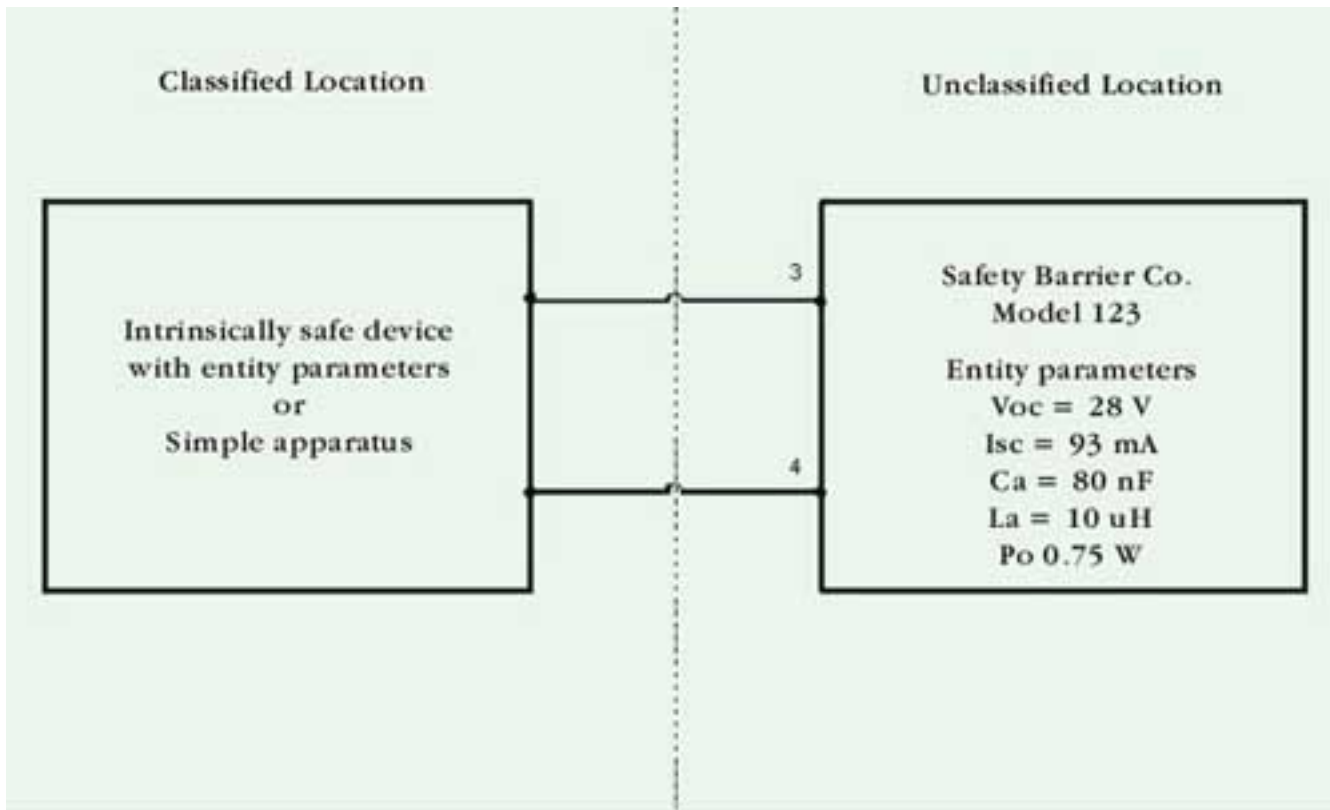 Classified Location
Unclassified Location
Intrinsically safe device
with entity parameters
or
Simple apparatus
3
4
Safety Barrier Co.
Model 123
Entity parameters
Voc = 28 V
Isc = 93 mA
Ca = 80 nF
La = 10 uH
Po 0.75 W